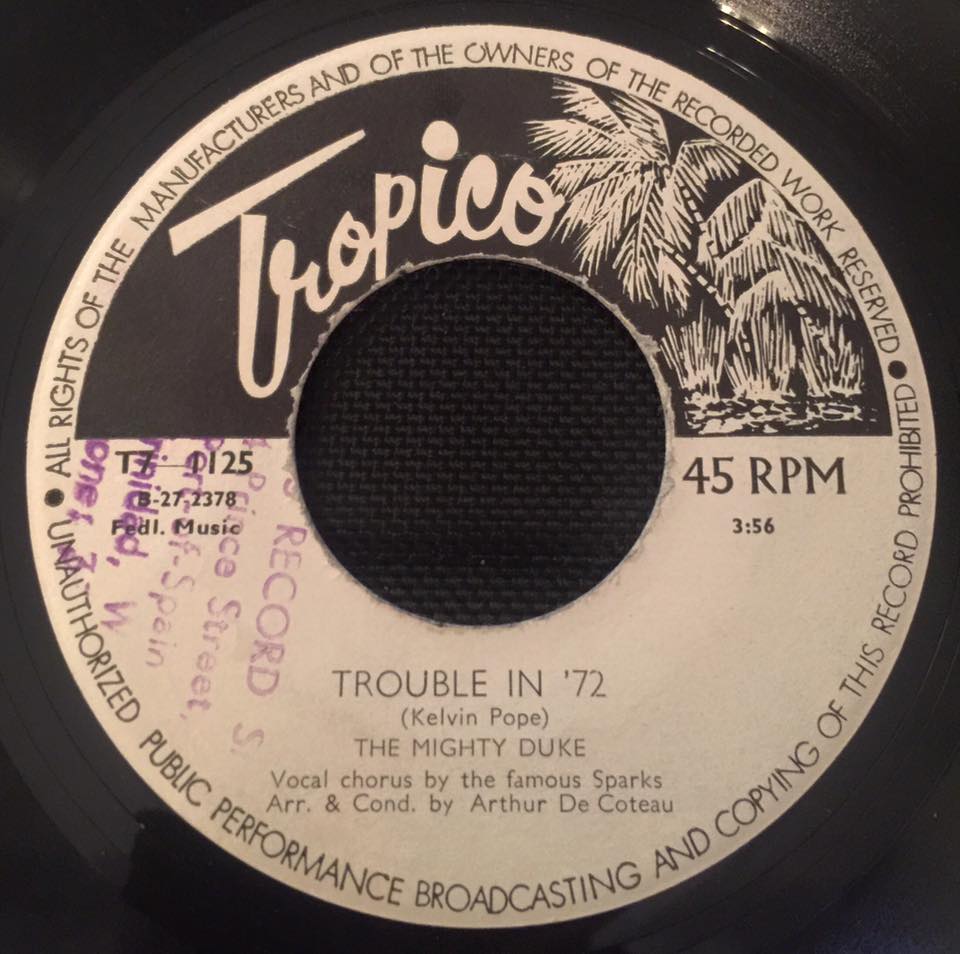 ALL RIGHTS OF THE MANUFACTURERS AND OF THE OWNERS OF THE RECORDED WORK RESERVED
Tropico
T7-1125
B-27-2378
Fedl. Music
45 RPM
3:56
RECORD S
Prince Street,
Port-of-Spain
Trinidad, W
TROUBLE IN '72
(Kelvin Pope)
THE MIGHTY DUKE
Vocal chorus by the famous Sparks
Arr. & Cond. by Arthur De Coteau
UNAUTHORIZED PUBLIC PERFORMANCE BROADCASTING AND COPYING OF THIS RECORD PROHIBITED